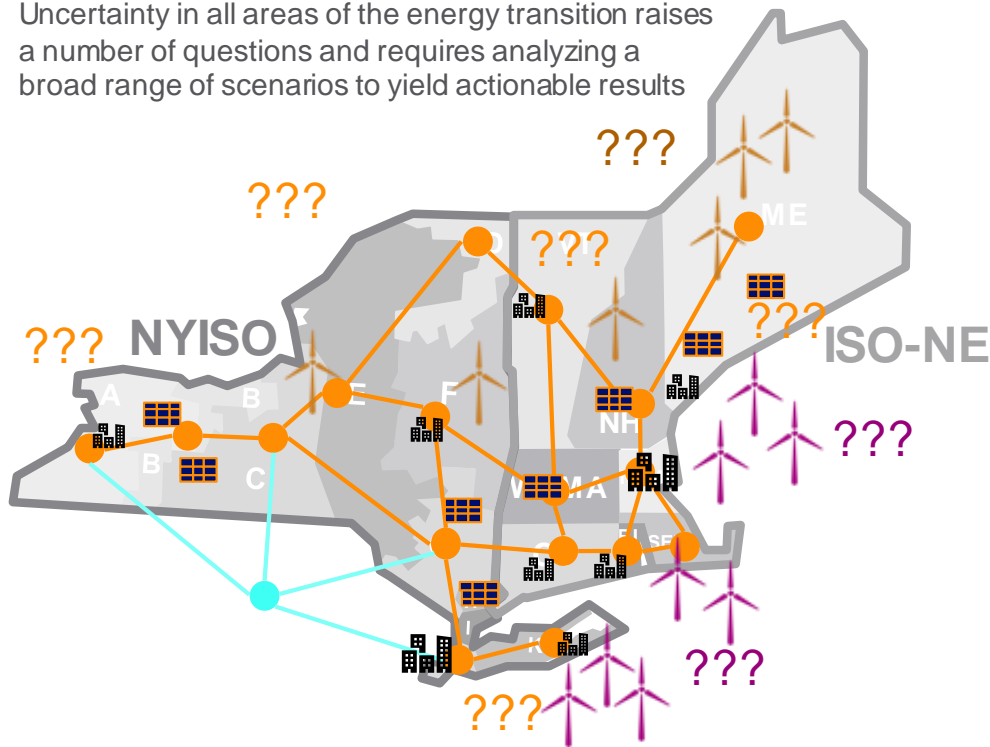 Uncertainty in all areas of the energy transition raises
a number of questions and requires analyzing a
broad range of scenarios to yield actionable results
???
???
???
ME
???
VT
???
NYISO
???
ISO-NE
A
B
E
F
NH
???
B
C
MA
SE
K
???
???